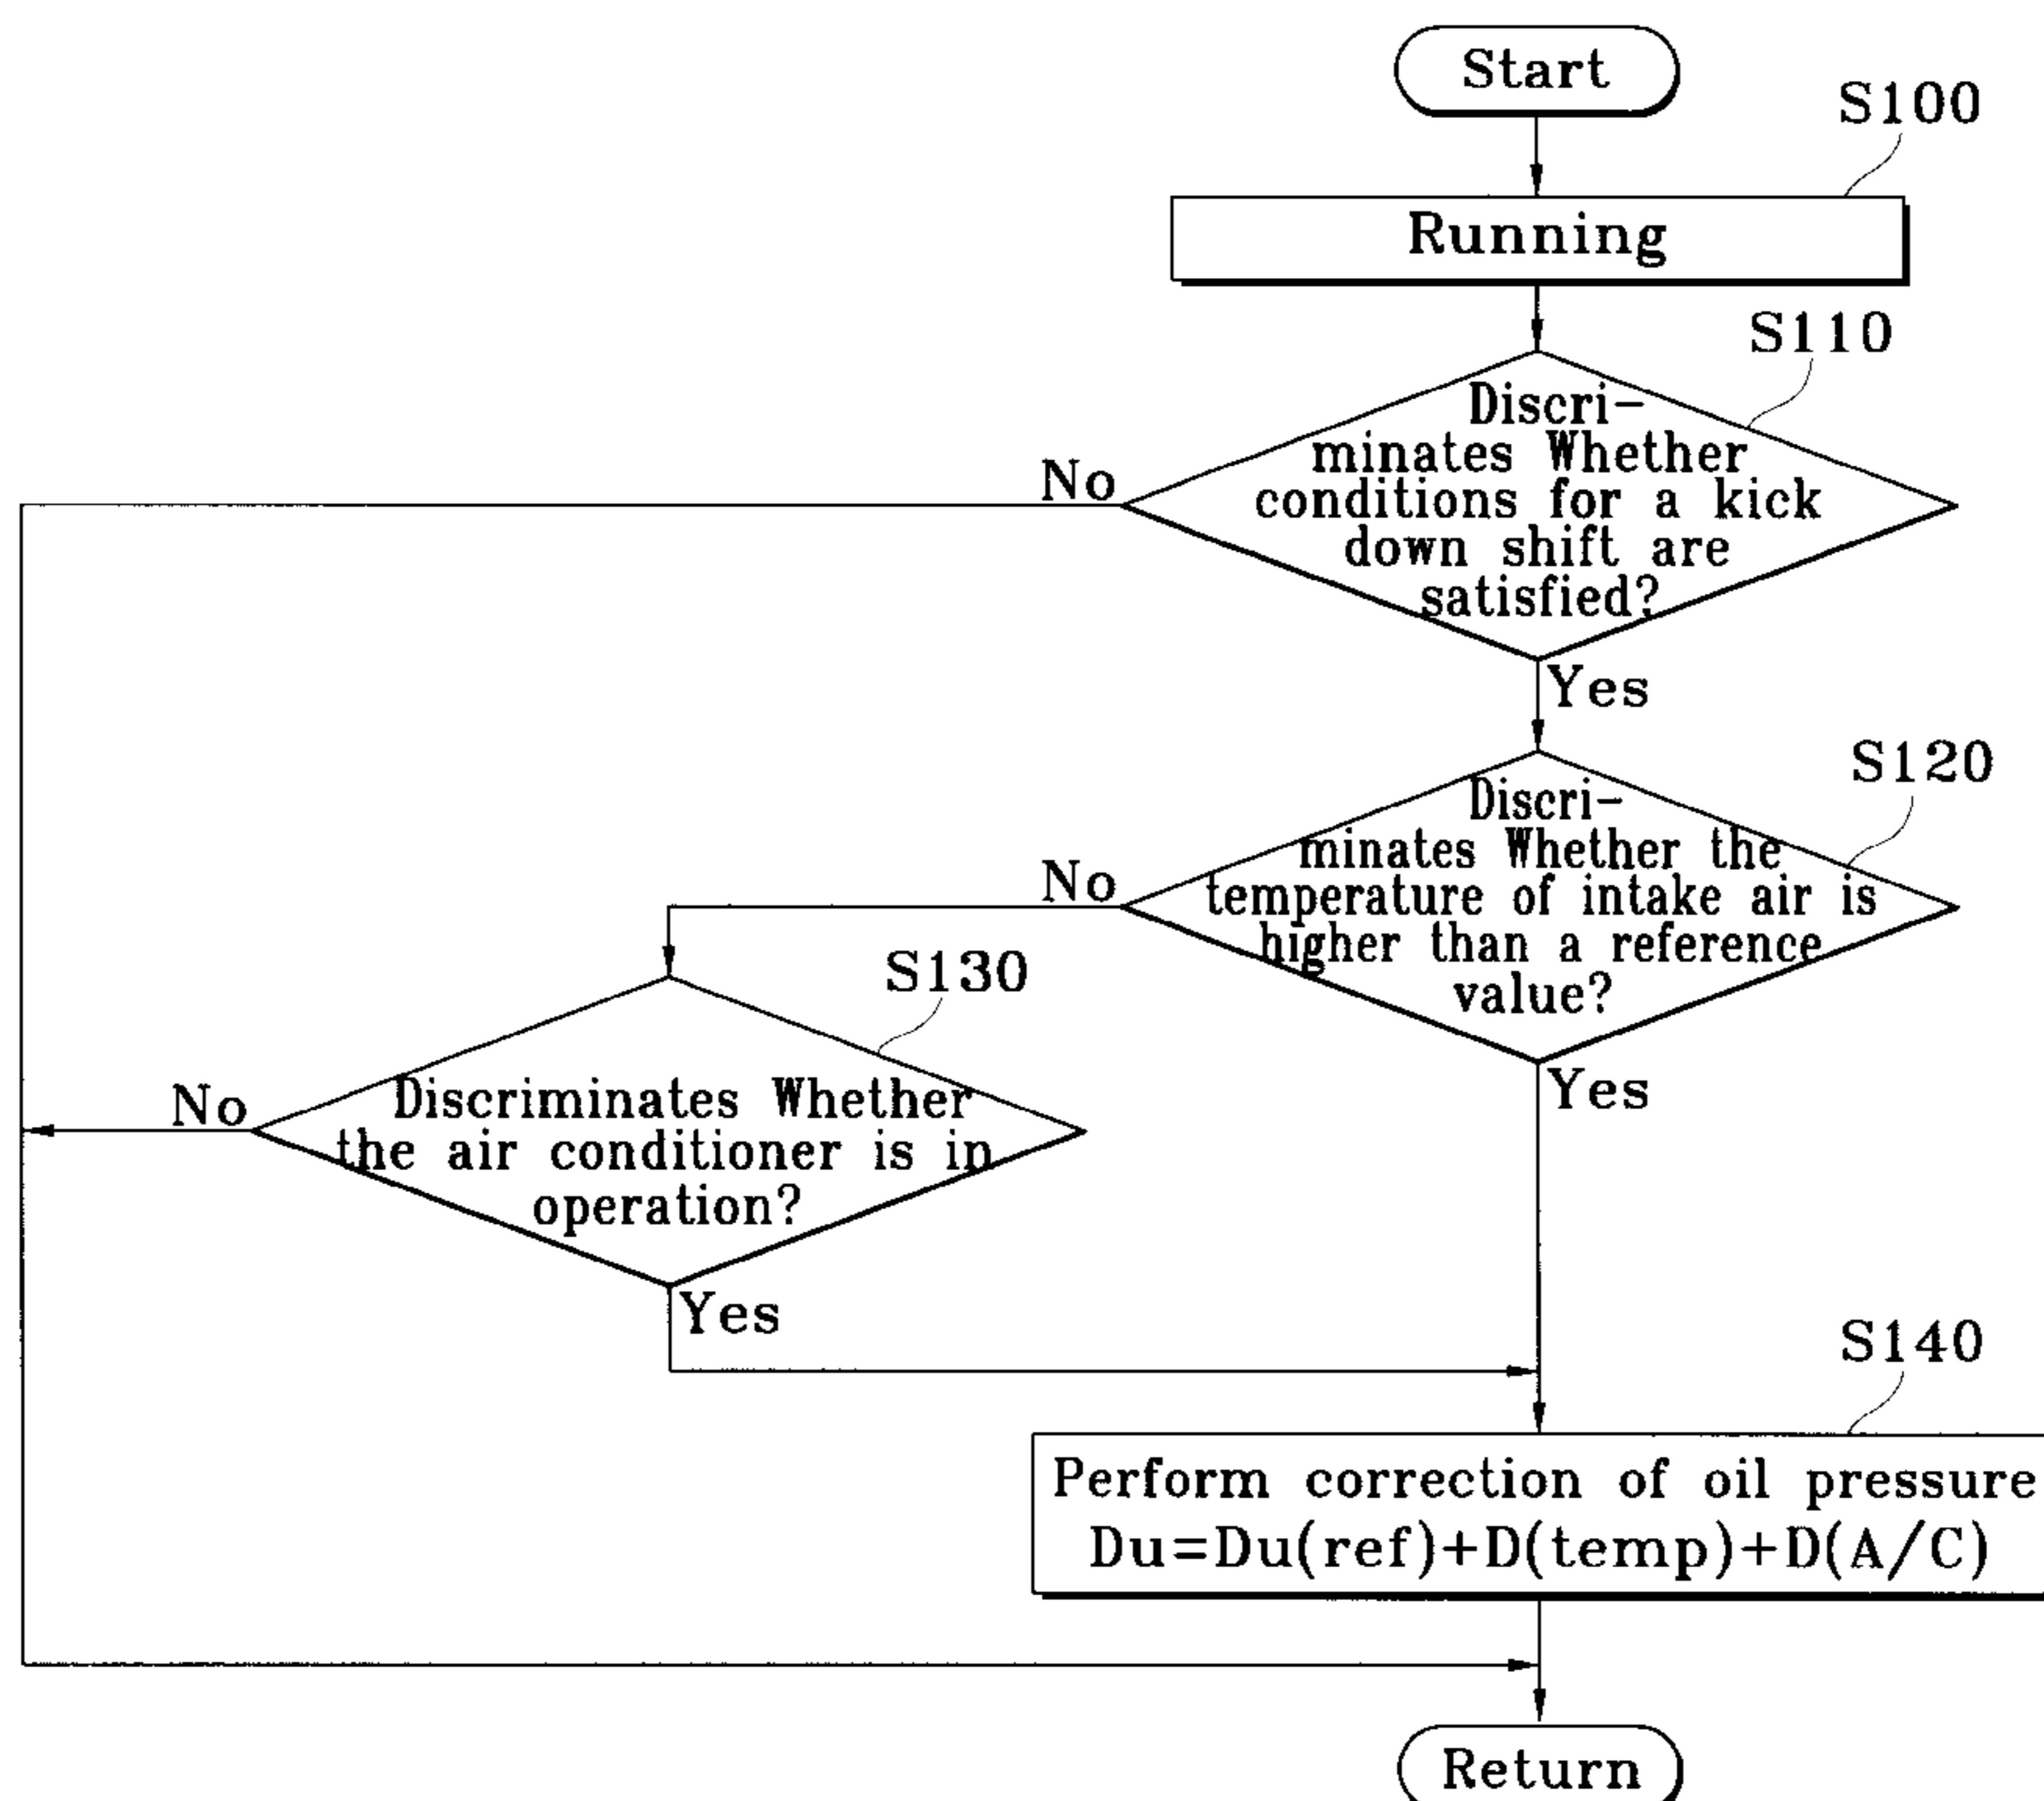 Start
S100
Running
S110
Discri-
minates Whether
conditions for a kick
down shift are
satisfied?
No
Yes
S120
Discri-
minates Whether the
temperature of intake air is
higher than a reference
value?
No
Yes
S130
Discriminates Whether
the air conditioner is in
operation?
No
Yes
S140
Perform correction of oil pressure
Du=Du(ref)+D(temp)+D(A/C)
Return